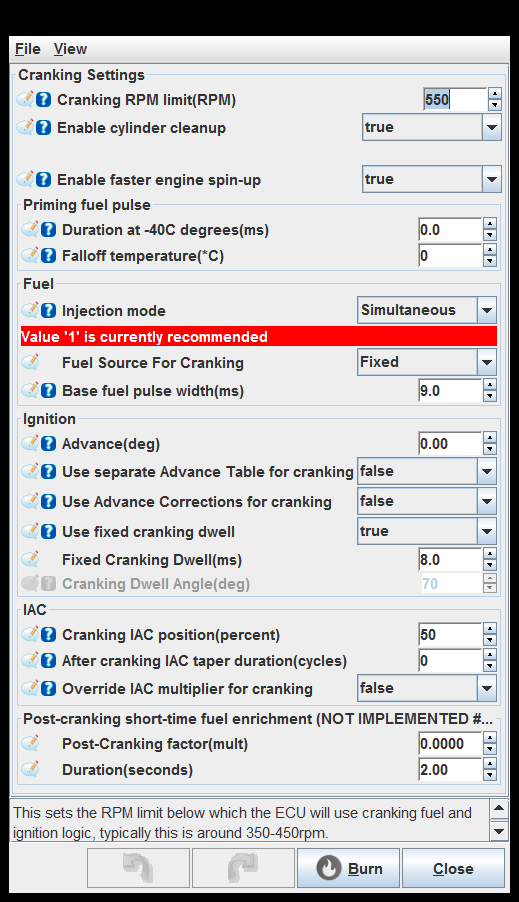 File View
Cranking Settings
Cranking RPM limit(RPM) 550
Enable cylinder cleanup true
Enable faster engine spin-up true
Priming fuel pulse
Duration at -40C degrees(ms) 0.0
Falloff temperature(*C) 0
Fuel
Injection mode Simultaneous
Value '1' is currently recommended
Fuel Source For Cranking Fixed
Base fuel pulse width(ms) 9.0
Ignition
Advance(deg) 0.00
Use separate Advance Table for cranking false
Use Advance Corrections for cranking false
Use fixed cranking dwell true
Fixed Cranking Dwell(ms) 8.0
Cranking Dwell Angle(deg) 70
IAC
Cranking IAC position(percent) 50
After cranking IAC taper duration(cycles) 0
Override IAC multiplier for cranking false
Post-cranking short-time fuel enrichment (NOT IMPLEMENTED #...
Post-Cranking factor(mult) 0.0000
Duration(seconds) 2.00
This sets the RPM limit below which the ECU will use cranking fuel and
ignition logic, typically this is around 350-450rpm.
Burn Close